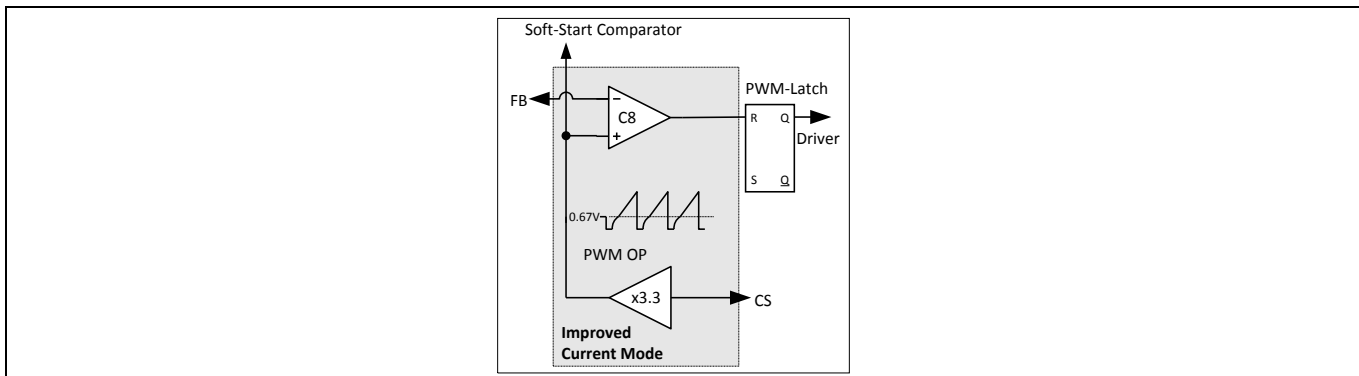 Soft-Start Comparator
FB
PWM-Latch
−
C8
+
R Q
Driver
S Q
0.67V
PWM OP
x3.3
CS
Improved
Current Mode